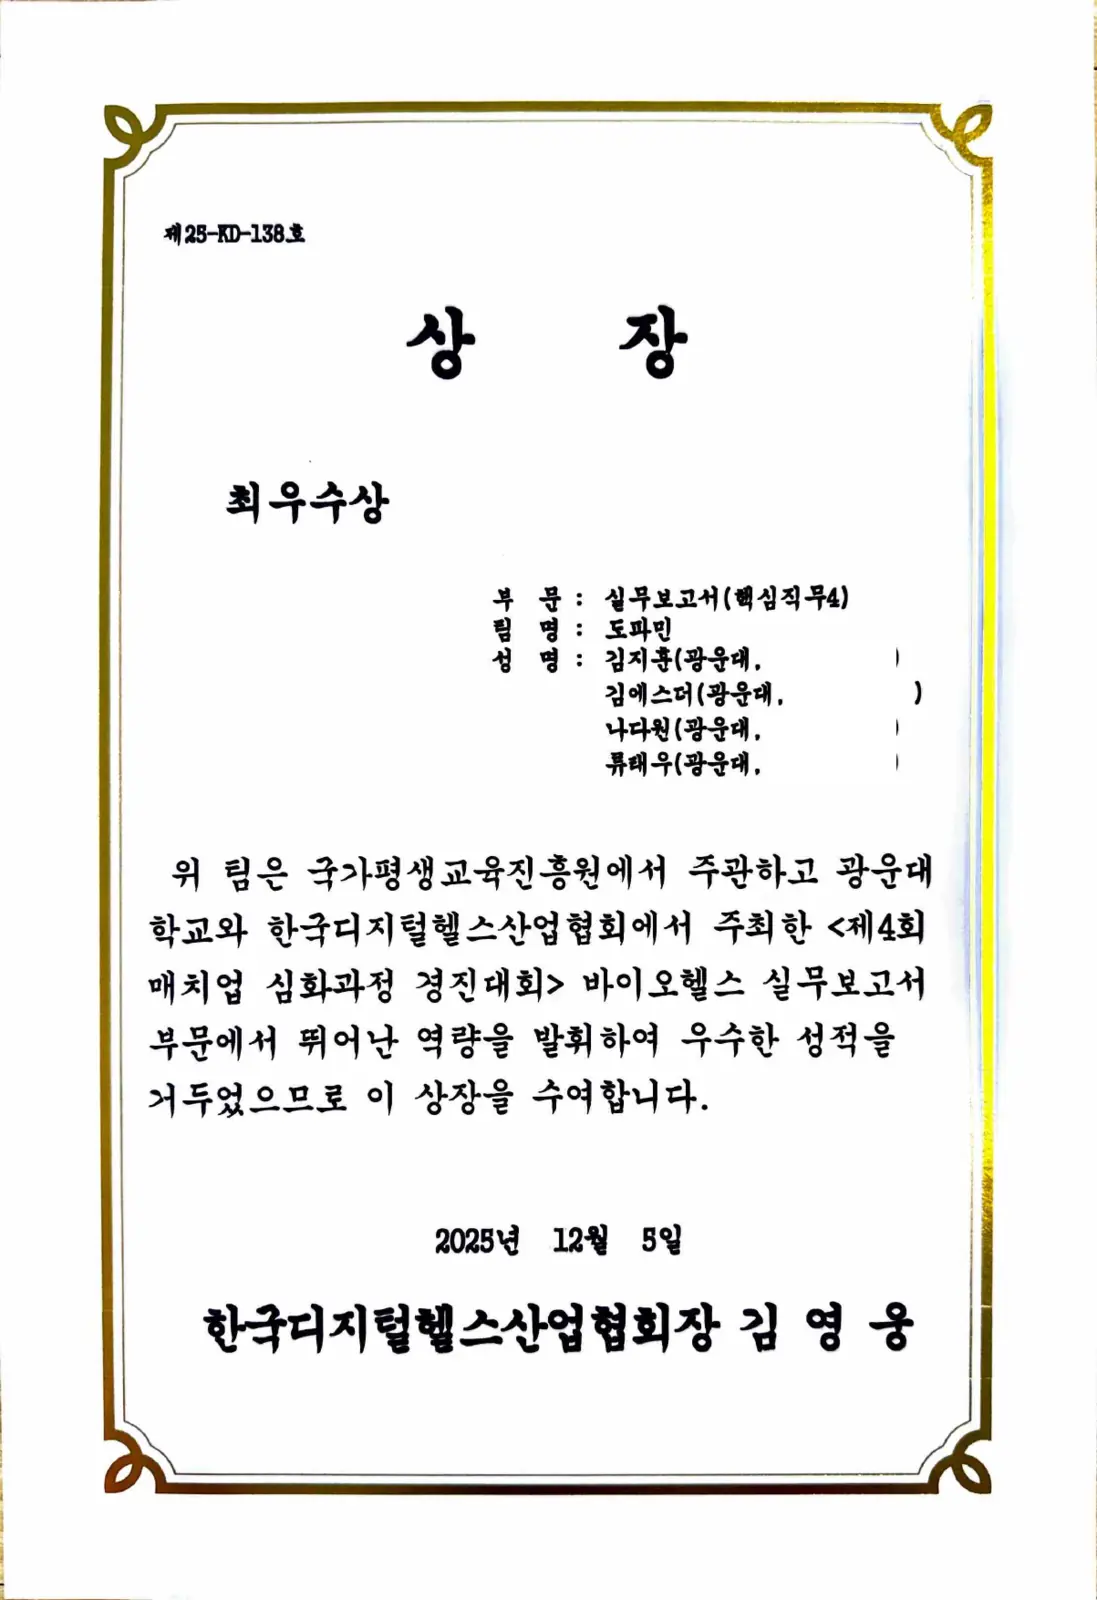 제25-KD-138호
상 장
최우수상
부 문 : 실무보고서(핵심직무4)
팀 명 : 도파민
성 명 : 김지훈(광운대, )
김에스더(광운대, )
나다원(광운대, )
류태우(광운대, )
위 팀은 국가평생교육진흥원에서 주관하고 광운대
학교와 한국디지털헬스산업협회에서 주최한 <제4회
매치업 심화과정 경진대회> 바이오헬스 실무보고서
부문에서 뛰어난 역량을 발휘하여 우수한 성적을
거두었으므로 이 상장을 수여합니다.
2025년 12월 5일
한국디지털헬스산업협회장 김 영 웅